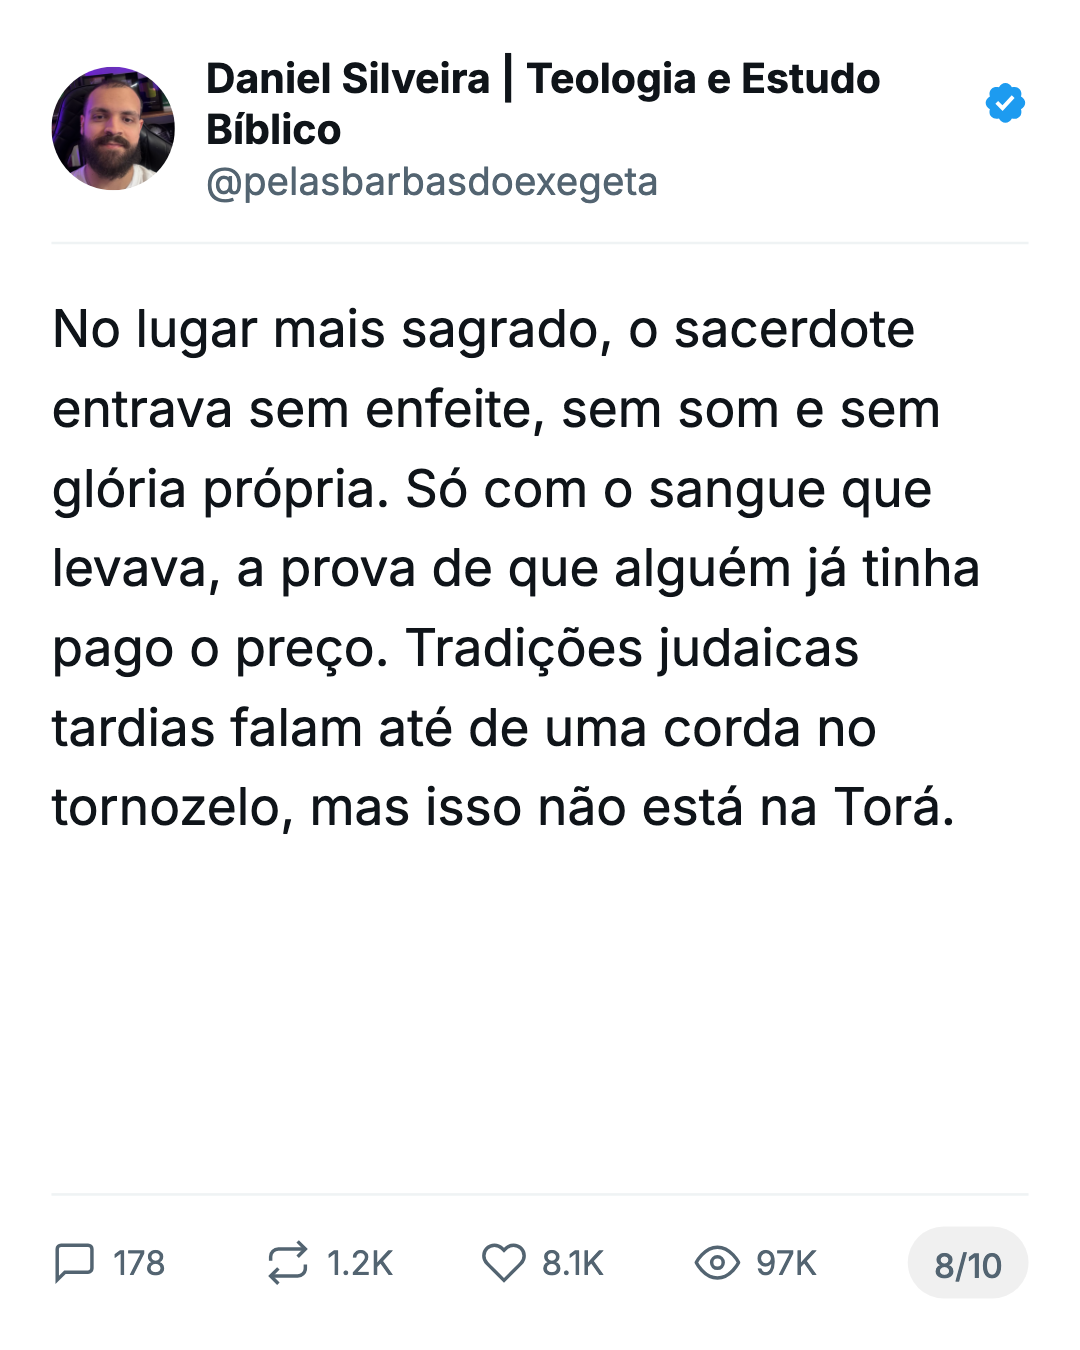 Daniel Silveira | Teologia e Estudo
Bíblico
@pelasbarbasdoexegeta
No lugar mais sagrado, o sacerdote
entrava sem enfeite, sem som e sem
glória própria. Só com o sangue que
levava, a prova de que alguém já tinha
pago o preço. Tradições judaicas
tardias falam até de uma corda no
tornozelo, mas isso não está na Torá.
178 1.2K 8.1K 97K 8/10